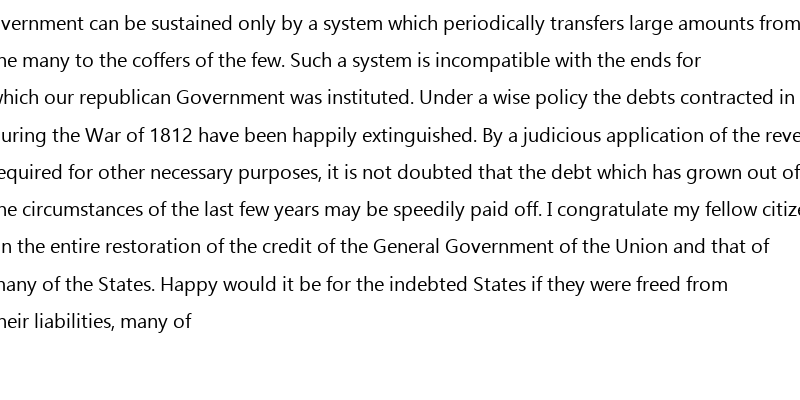 vernment can be sustained only by a system which periodically transfers large amounts from
he many to the coffers of the few. Such a system is incompatible with the ends for
which our republican Government was instituted. Under a wise policy the debts contracted in
uring the War of 1812 have been happily extinguished. By a judicious application of the reve
equired for other necessary purposes, it is not doubted that the debt which has grown out of
he circumstances of the last few years may be speedily paid off. I congratulate my fellow citize
n the entire restoration of the credit of the General Government of the Union and that of
many of the States. Happy would it be for the indebted States if they were freed from
heir liabilities, many of